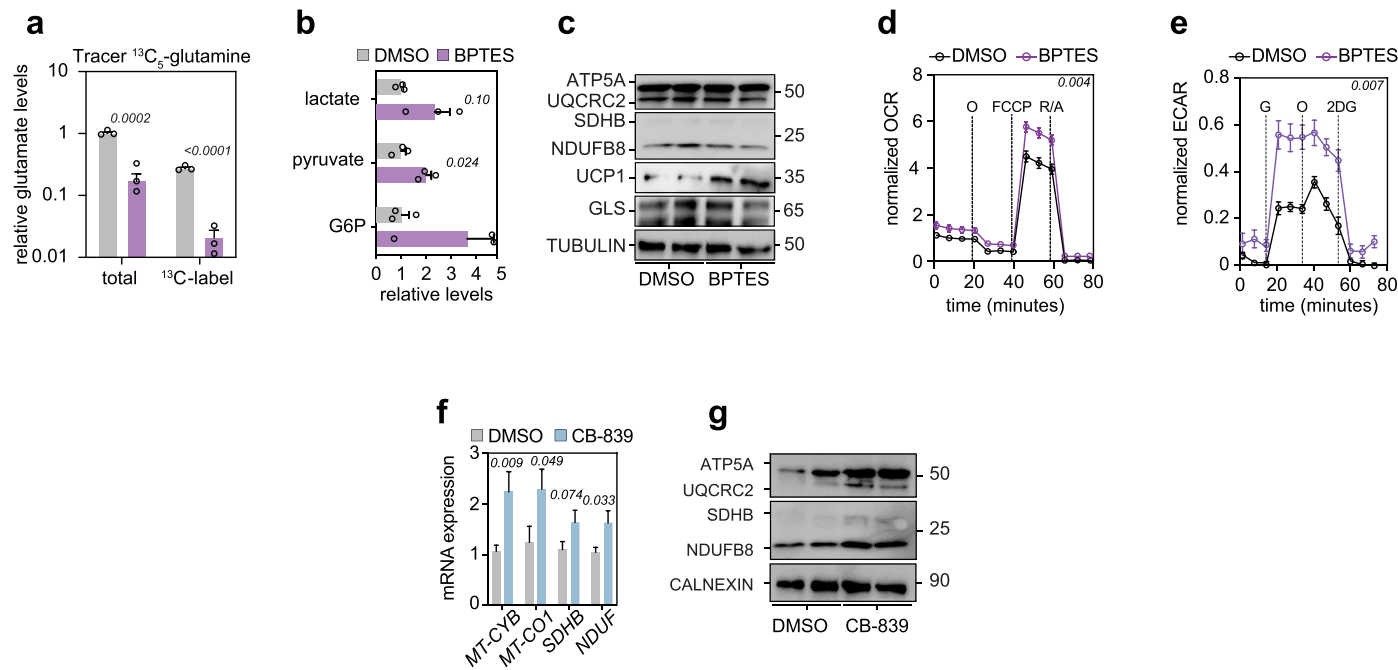 a
Tracer ¹³C₅-glutamine
relative glutamate levels
10
1
0.1
0.01
0.0002
<0.0001
total
¹³C-label
b
DMSO BPTES
lactate
pyruvate
G6P
0.10
0.024
0 1 2 3 4 5
relative levels
c
ATP5A
UQCRC2
SDHB
NDUFB8
UCP1
GLS
TUBULIN
50
25
35
65
50
DMSO BPTES
d
DMSO BPTES
normalized OCR
8
6
4
2
0
0.004
O FCCP R/A
0 20 40 60 80
time (minutes)
e
DMSO BPTES
normalized ECAR
0.8
0.6
0.4
0.2
0
0.007
G O 2DG
0 20 40 60 80
time (minutes)
f
DMSO CB-839
mRNA expression
3
2
1
0
0.009
0.049
0.074
0.033
MT-CYB
MT-CO1
SDHB
NDUF
g
ATP5A
UQCRC2
SDHB
NDUFB8
CALNEXIN
50
25
90
DMSO CB-839